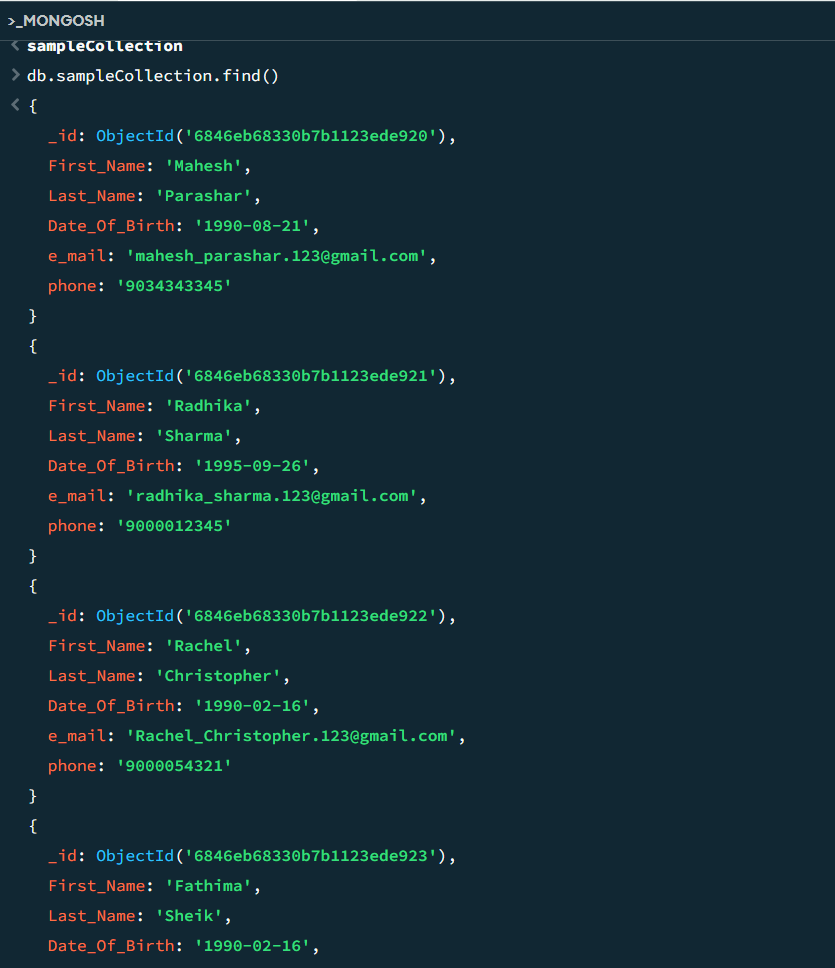 >_MONGOSH
sampleCollection
db.sampleCollection.find()
{
_id: ObjectId('6846eb68330b7b1123ede920'),
First_Name: 'Mahesh',
Last_Name: 'Parashar',
Date_Of_Birth: '1990-08-21',
e_mail: 'mahesh_parashar.123@gmail.com',
phone: '9034343345'
}
{
_id: ObjectId('6846eb68330b7b1123ede921'),
First_Name: 'Radhika',
Last_Name: 'Sharma',
Date_Of_Birth: '1995-09-26',
e_mail: 'radhika_sharma.123@gmail.com',
phone: '9000012345'
}
{
_id: ObjectId('6846eb68330b7b1123ede922'),
First_Name: 'Rachel',
Last_Name: 'Christopher',
Date_Of_Birth: '1990-02-16',
e_mail: 'Rachel_Christopher.123@gmail.com',
phone: '9000054321'
}
{
_id: ObjectId('6846eb68330b7b1123ede923'),
First_Name: 'Fathima',
Last_Name: 'Sheik',
Date_Of_Birth: '1990-02-16',